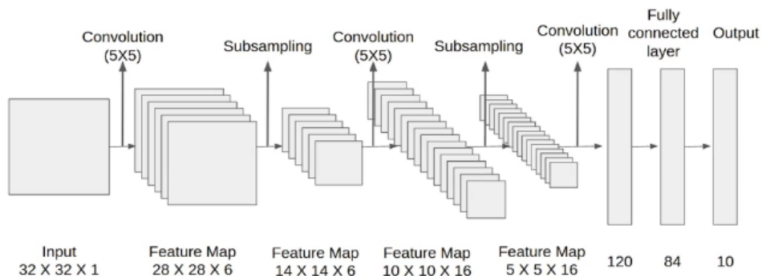 Convolution
(5X5)
Subsampling
Convolution
(5X5)
Subsampling
Convolution
(5X5)
Fully
connected
layer
Output
Input
32 X 32 X 1
Feature Map
28 X 28 X 6
Feature Map
14 X 14 X 6
Feature Map
10 X 10 X 16
Feature Map
5 X 5 X 16
120
84
10